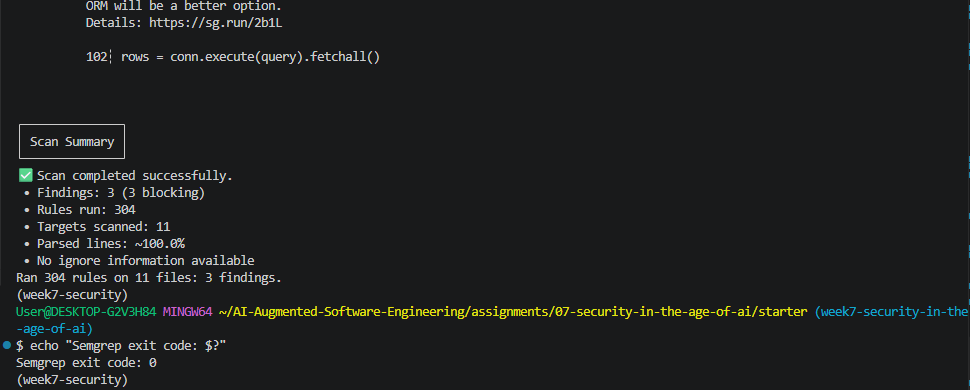 ORM will be a better option.
Details: https://sg.run/2b1L
102┆ rows = conn.execute(query).fetchall()
Scan Summary
✅ Scan completed successfully.
• Findings: 3 (3 blocking)
• Rules run: 304
• Targets scanned: 11
• Parsed lines: ~100.0%
• No ignore information available
Ran 304 rules on 11 files: 3 findings.
(week7-security)
User@DESKTOP-G2V3H84 MINGW64 ~/AI-Augmented-Software-Engineering/assignments/07-security-in-the-age-of-ai/starter (week7-security-in-the
-age-of-ai)
$ echo "Semgrep exit code: $?"
Semgrep exit code: 0
(week7-security)